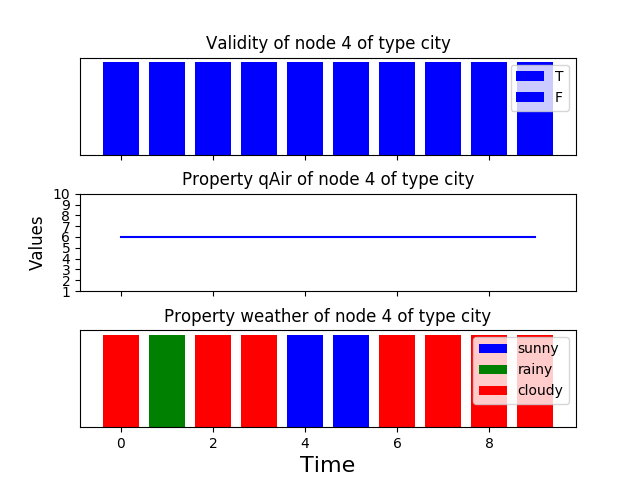 Validity of node 4 of type city
T
F
Property qAir of node 4 of type city
Values
10
9
8
7
6
5
4
3
2
1
Property weather of node 4 of type city
sunny
rainy
cloudy
0 2 4 6 8
Time